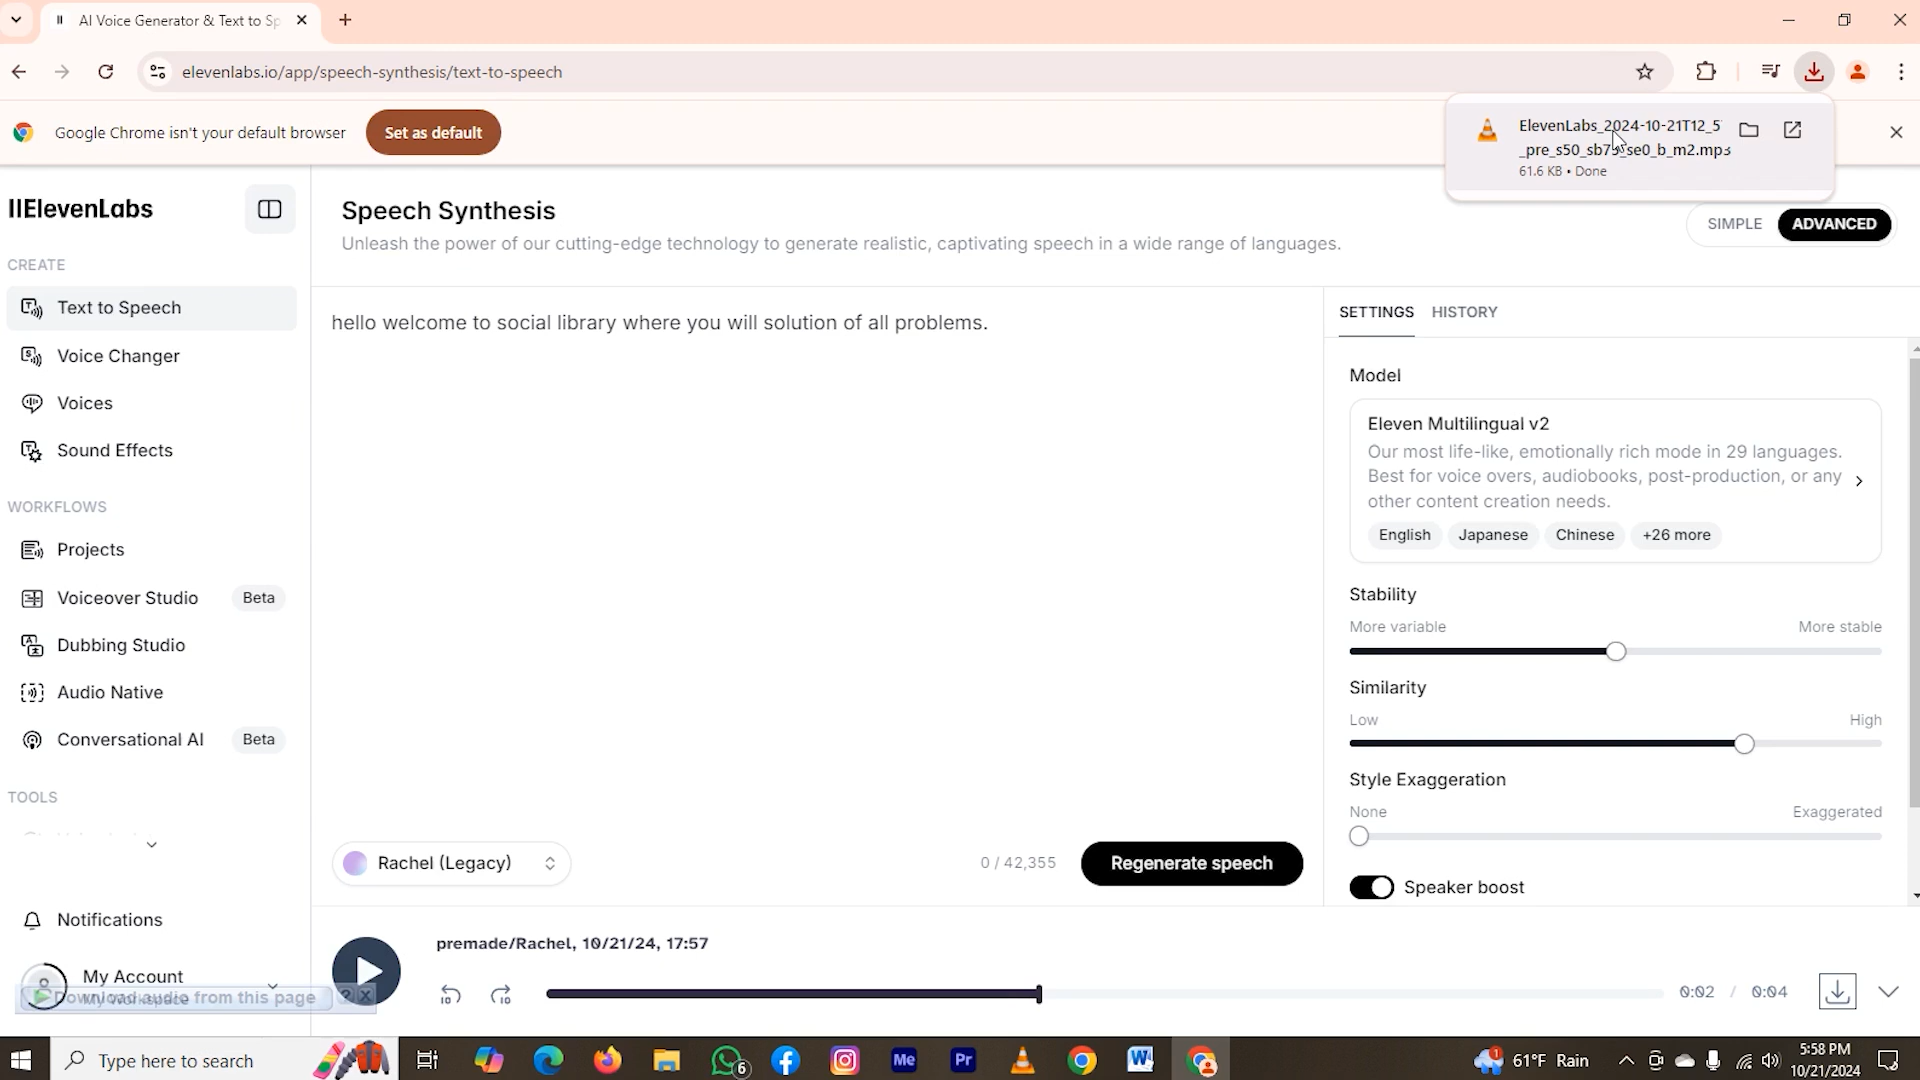 AI Voice Generator & Text to Sp
elevenlabs.io/app/speech-synthesis/text-to-speech
Google Chrome isn't your default browser
Set as default
ElevenLabs_2024-10-21T12_5
_pre_s50_sb75_se0_b_m2.mp3
61.6 KB • Done
IIElevenLabs
Speech Synthesis
Unleash the power of our cutting-edge technology to generate realistic, captivating speech in a wide range of languages.
SIMPLE
ADVANCED
CREATE
Text to Speech
Voice Changer
Voices
Sound Effects
WORKFLOWS
Projects
Voiceover Studio
Beta
Dubbing Studio
Audio Native
Conversational AI
Beta
TOOLS
Notifications
My Account
My Workspace
Download audio from this page
? X
hello welcome to social library where you will solution of all problems.
Rachel (Legacy)
0 / 42,355
Regenerate speech
SETTINGS
HISTORY
Model
Eleven Multilingual v2
Our most life-like, emotionally rich mode in 29 languages.
Best for voice overs, audiobooks, post-production, or any
other content creation needs.
English
Japanese
Chinese
+26 more
Stability
More variable
More stable
Similarity
Low
High
Style Exaggeration
None
Exaggerated
Speaker boost
premade/Rachel, 10/21/24, 17:57
10
10
0:02 / 0:04
Type here to search
6
Me
Pr
1
61°F Rain
5:58 PM
10/21/2024